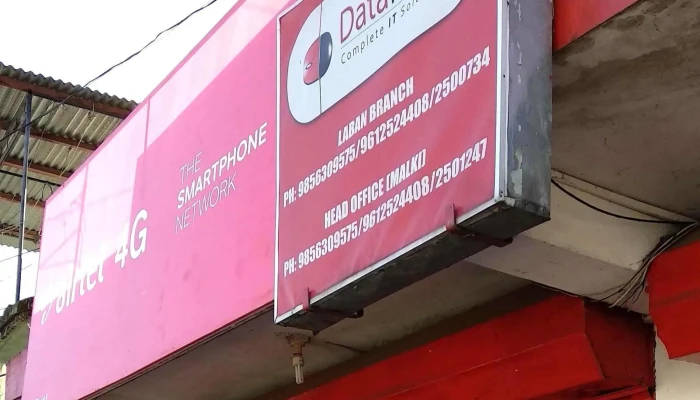 Complete IT
LABAN BRANCH
PH: 9856309575/9612524408/2500734
HEAD OFFICE (MALKI)
PH: 9856309575/9612524408/2501247
THE
SMARTPHONE
NETWORK
airtel 4G